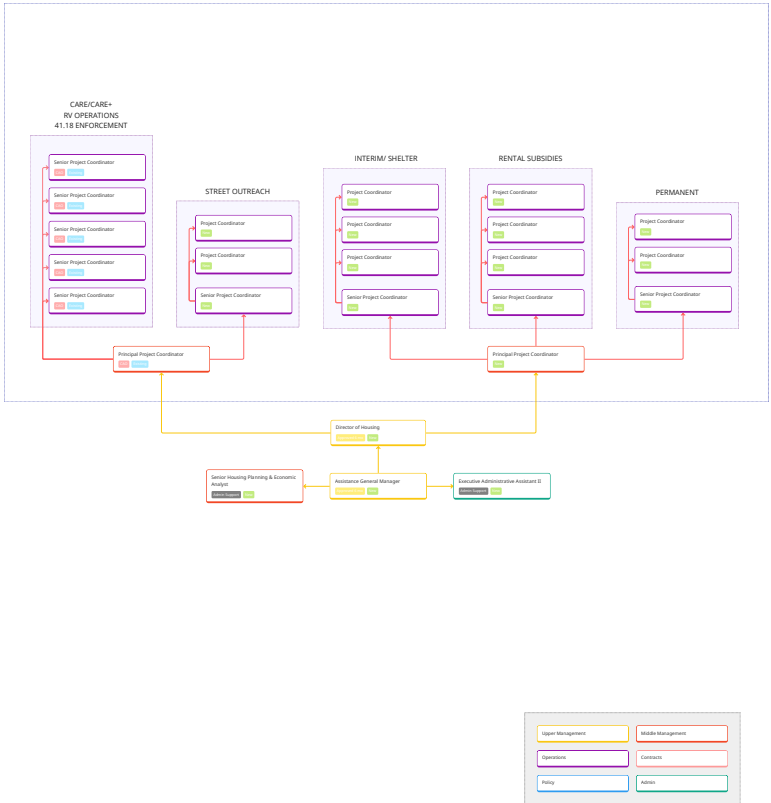 CARE/CARE+
RV OPERATIONS
41.18 ENFORCEMENT
Senior Project Coordinator
Senior Project Coordinator
Senior Project Coordinator
Senior Project Coordinator
Senior Project Coordinator
STREET OUTREACH
Project Coordinator
Project Coordinator
Senior Project Coordinator
INTERIM/ SHELTER
Project Coordinator
Project Coordinator
Project Coordinator
Senior Project Coordinator
RENTAL SUBSIDIES
Project Coordinator
Project Coordinator
Project Coordinator
Senior Project Coordinator
PERMANENT
Project Coordinator
Project Coordinator
Senior Project Coordinator
Principal Project Coordinator
Principal Project Coordinator
Director of Housing
Senior Housing Planning & Economic
Analyst
Admin Support
Assistance General Manager
Executive Administrative Assistant II
Admin Support
Upper Management
Middle Management
Operations
Contracts
Policy
Admin